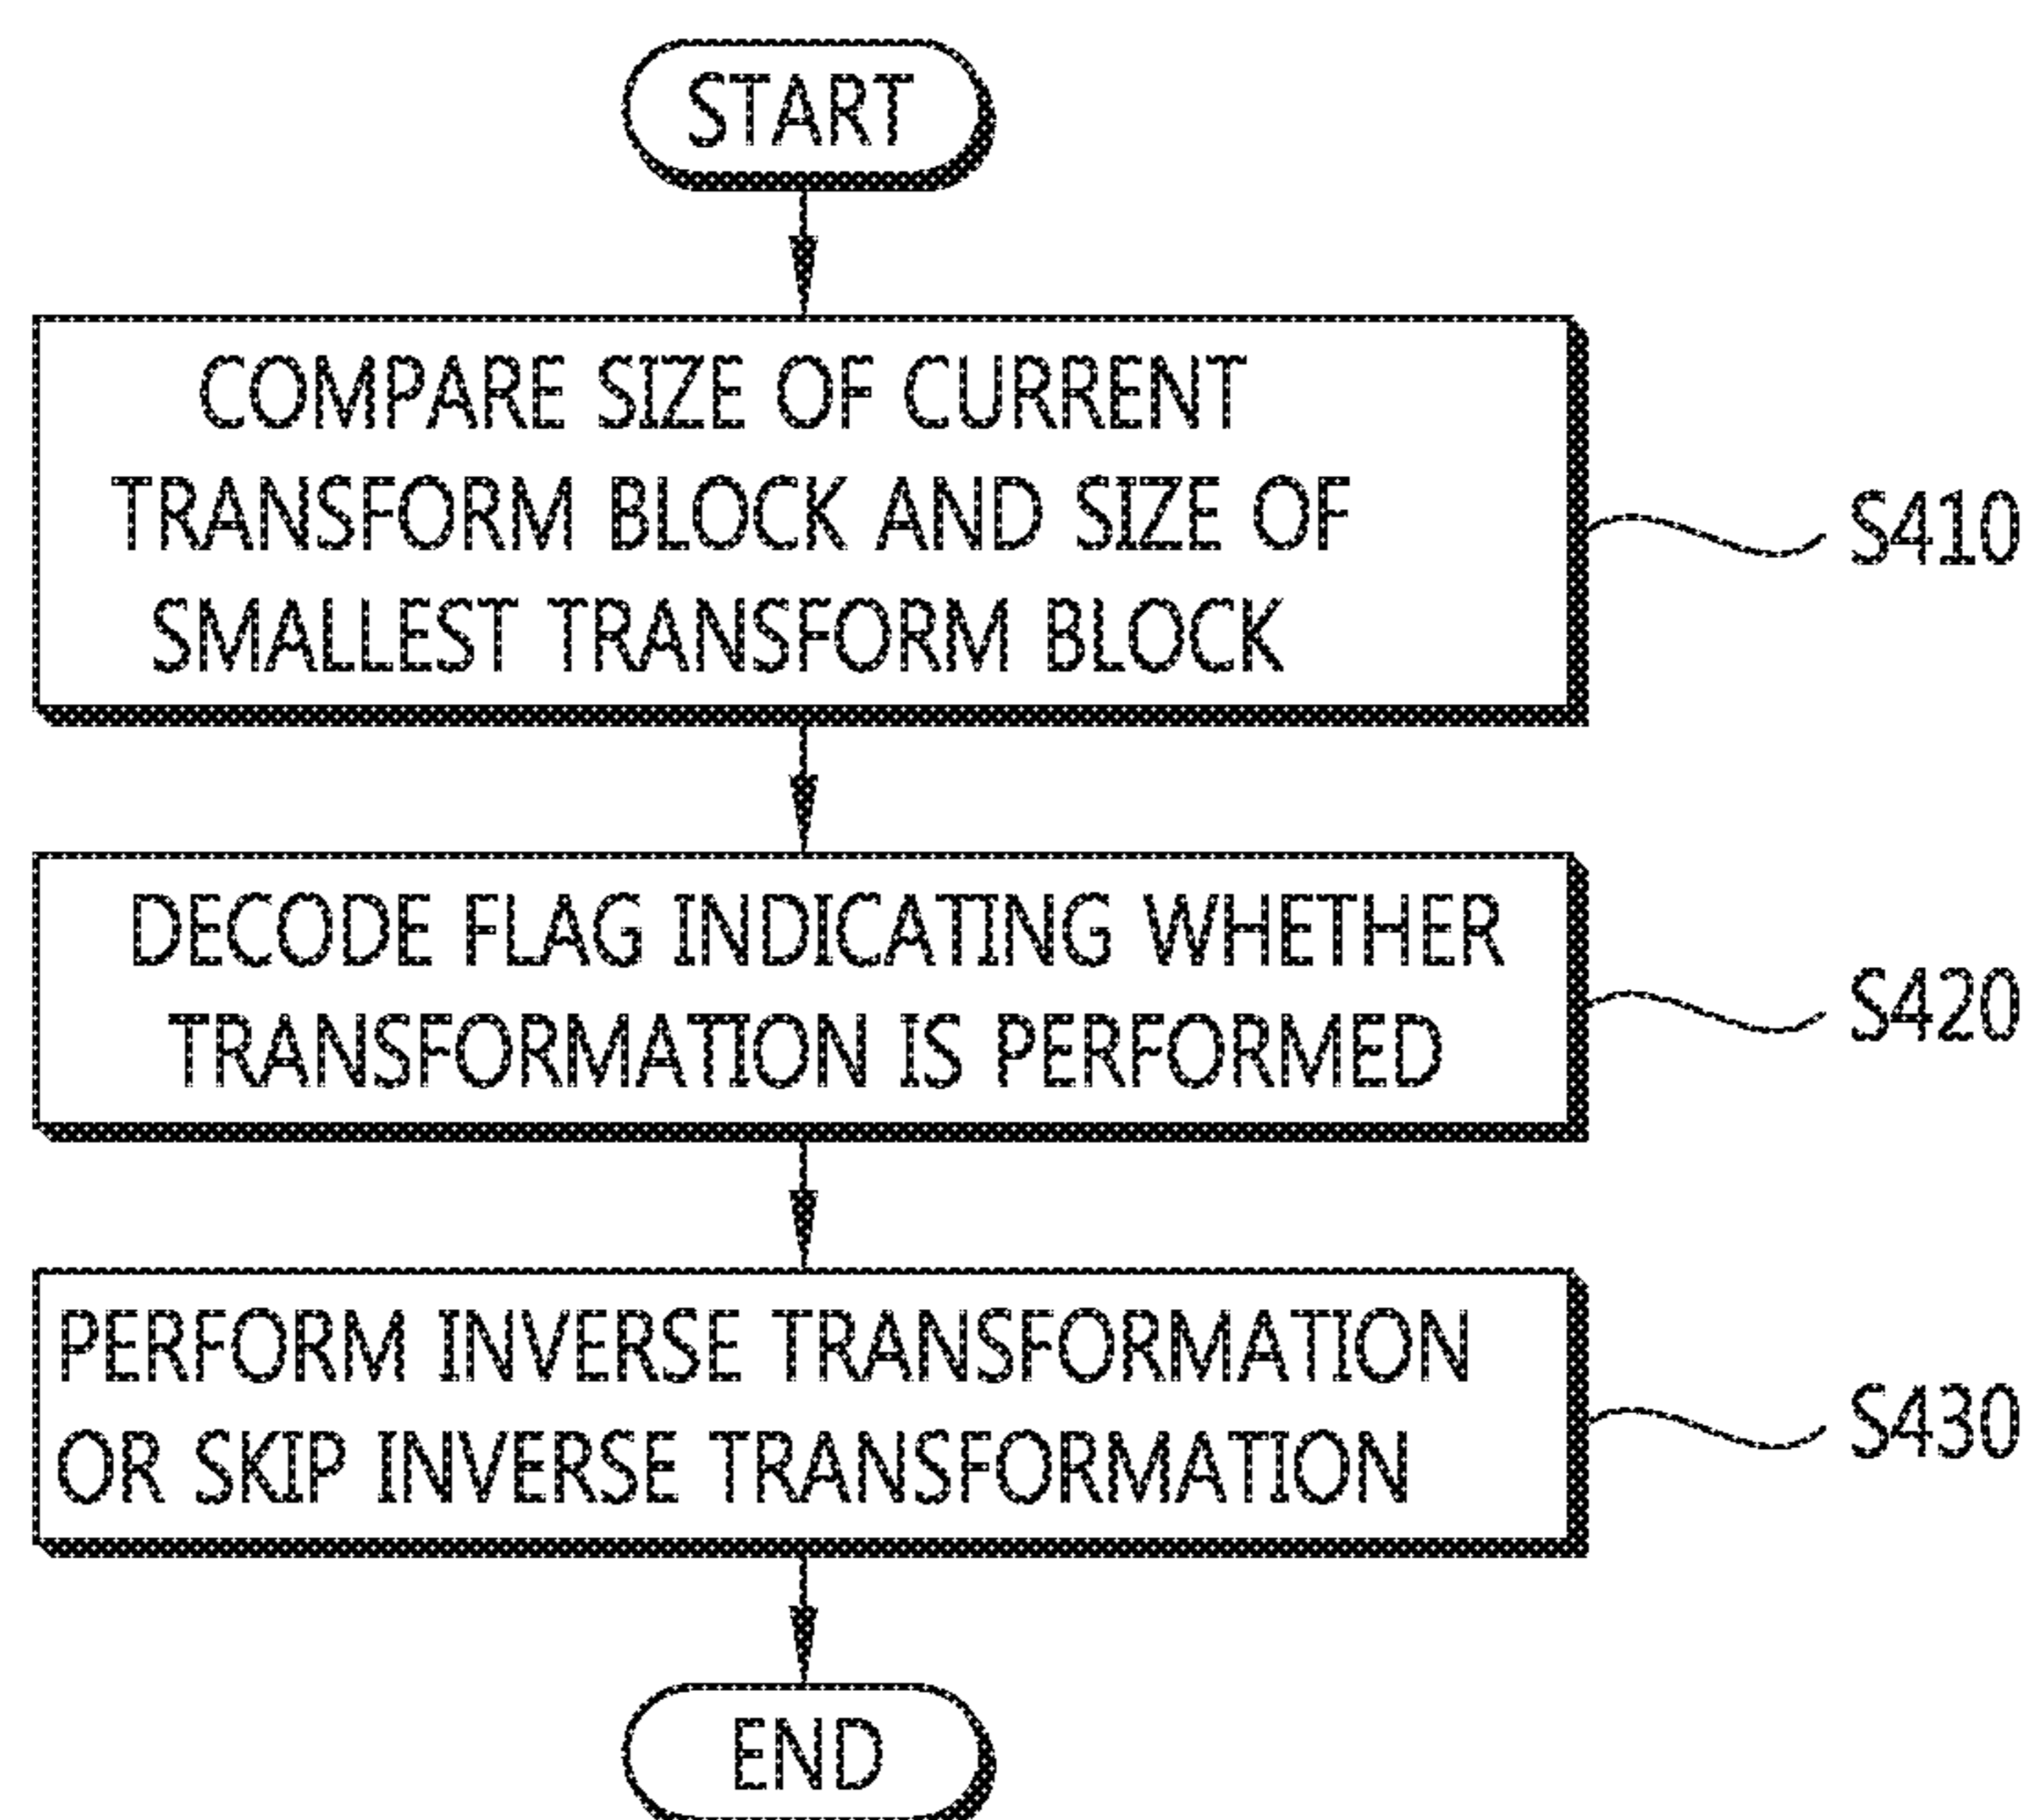 START
COMPARE SIZE OF CURRENT
TRANSFORM BLOCK AND SIZE OF
SMALLEST TRANSFORM BLOCK
S410
DECODE FLAG INDICATING WHETHER
TRANSFORMATION IS PERFORMED
S420
PERFORM INVERSE TRANSFORMATION
OR SKIP INVERSE TRANSFORMATION
S430
END